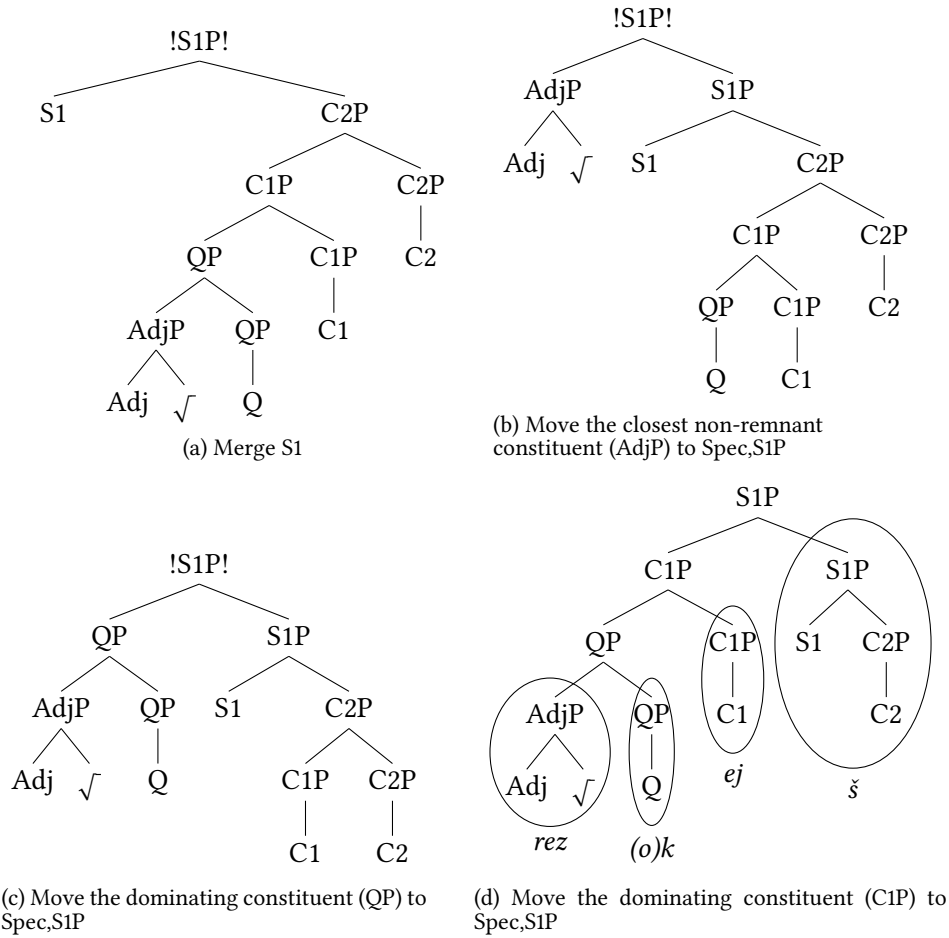 !S1P!
S1 C2P
C1P C2P
QP C1P C2
AdjP QP C1
Adj √ Q
(a) Merge S1
!S1P!
AdjP S1P
Adj √ S1 C2P
C1P C2P
QP C1P C2
Q C1
(b) Move the closest non-remnant
constituent (AdjP) to Spec,S1P
!S1P!
QP S1P
AdjP QP S1 C2P
Adj √ Q C1P C2P
C1 C2
(c) Move the dominating constituent (QP) to
Spec,S1P
S1P
C1P S1P
QP C1P S1 C2P
AdjP QP C1 C2
Adj √ Q ej š
rez (o)k
(d) Move the dominating constituent (C1P) to
Spec,S1P